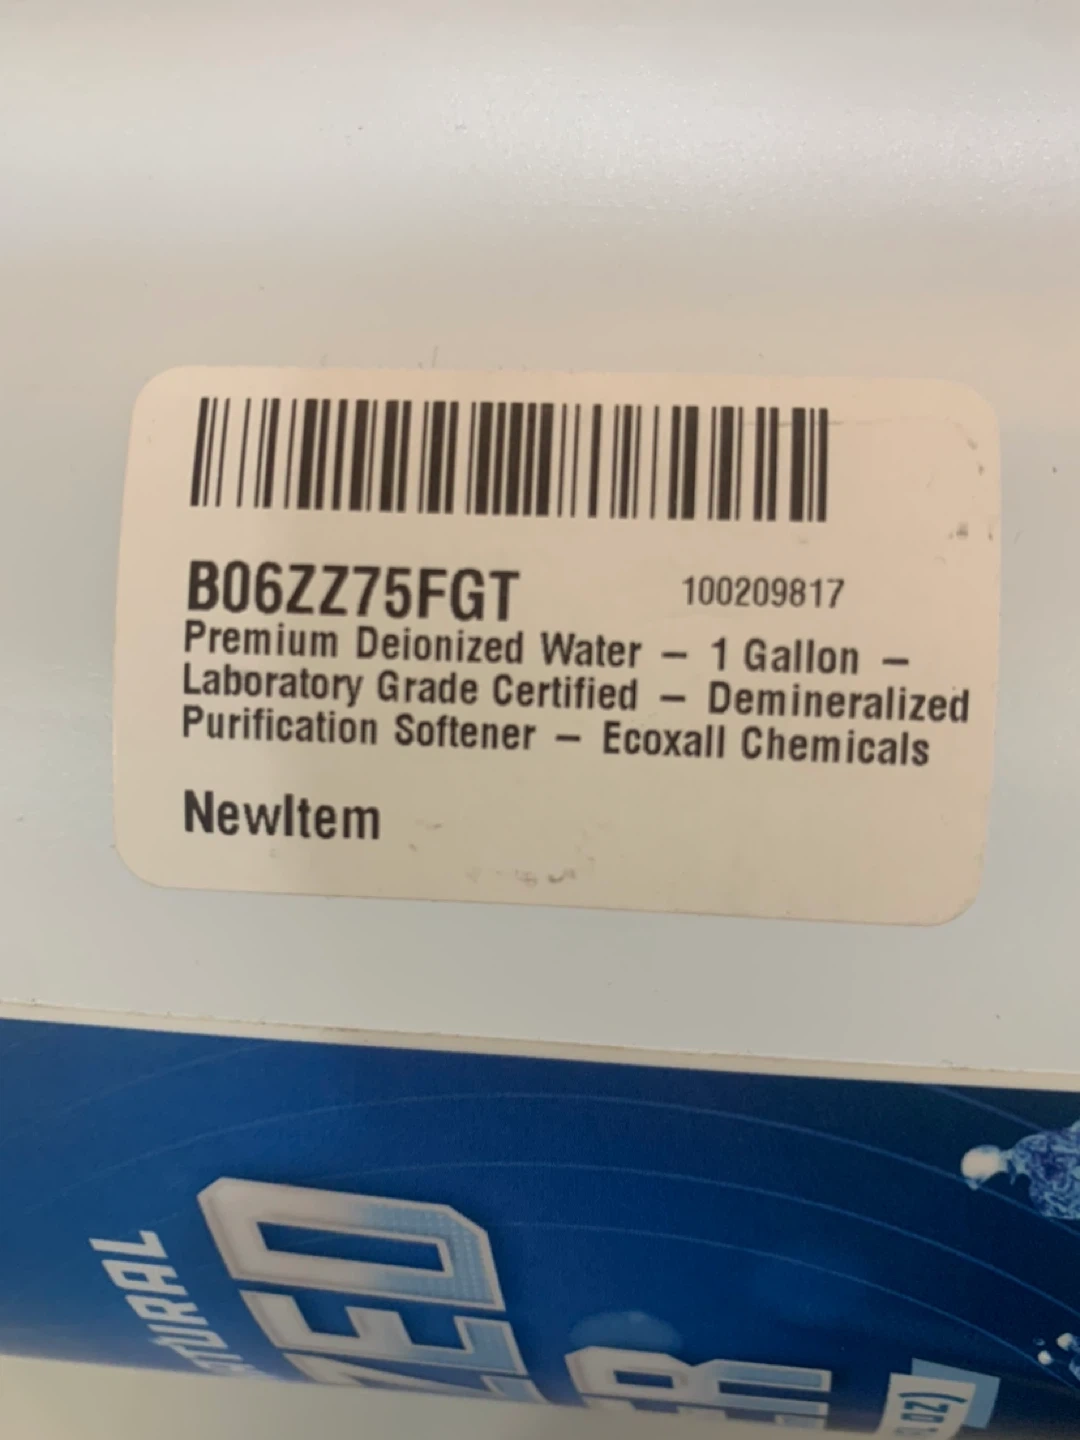 B06ZZ75FGT 100209817
Premium Deionized Water – 1 Gallon –
Laboratory Grade Certified – Demineralized
Purification Softener – Ecoxall Chemicals
NewItem